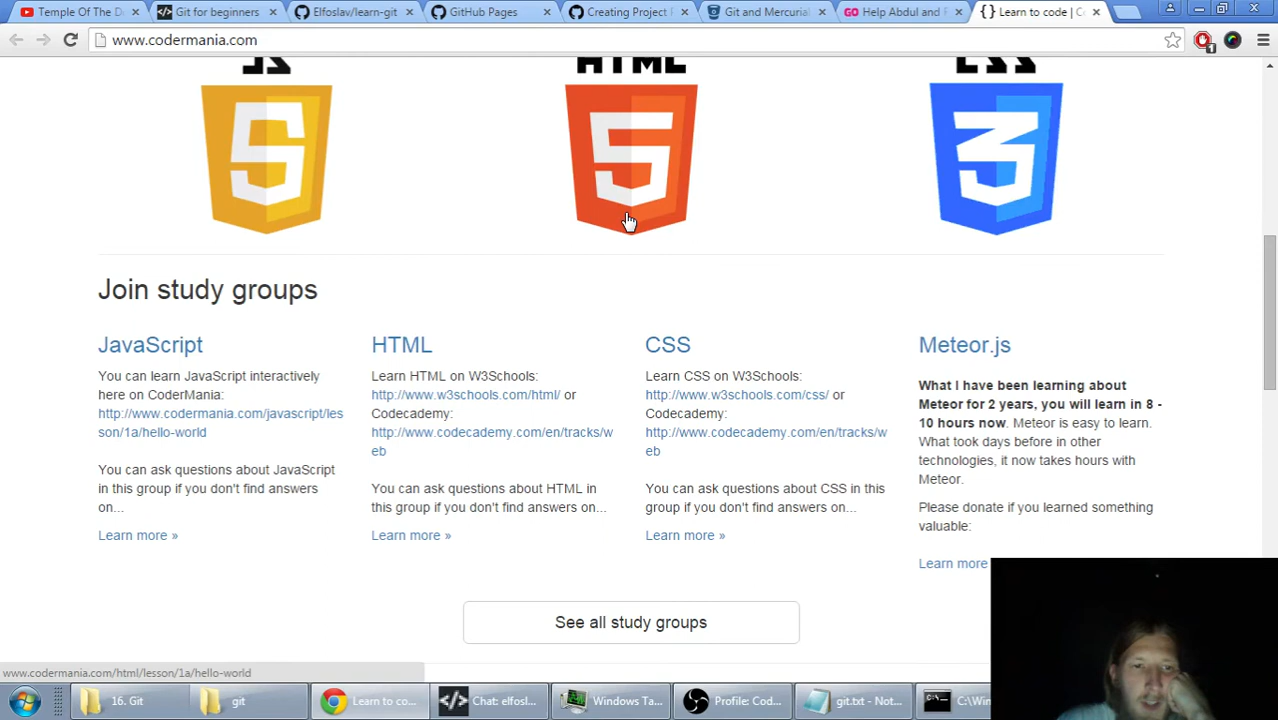 Temple Of The D
Git for beginners
Elfoslav/learn-git
GitHub Pages
Creating Project P
Git and Mercurial
GO Help Abdul and F
{} Learn to code | C
www.codermania.com
1
JS
HTML
CSS
5
3
Join study groups
JavaScript
You can learn JavaScript interactively
here on CoderMania:
http://www.codermania.com/javascript/les
son/1a/hello-world
You can ask questions about JavaScript
in this group if you don't find answers
on...
Learn more »
HTML
Learn HTML on W3Schools:
http://www.w3schools.com/html/ or
Codecademy:
http://www.codecademy.com/en/tracks/w
eb
You can ask questions about HTML in
this group if you don't find answers on...
Learn more »
CSS
Learn CSS on W3Schools:
http://www.w3schools.com/css/ or
Codecademy:
http://www.codecademy.com/en/tracks/w
eb
You can ask questions about CSS in this
group if you don't find answers on...
Learn more »
Meteor.js
What I have been learning about
Meteor for 2 years, you will learn in 8 -
10 hours now. Meteor is easy to learn.
What took days before in other
technologies, it now takes hours with
Meteor.
Please donate if you learned something
valuable:
Learn more
See all study groups
www.codermania.com/html/lesson/1a/hello-world
16. Git
git
Learn to co...
Chat: elfosl...
Windows Ta...
Profile: Cod...
git.txt - Not...
C:\Win